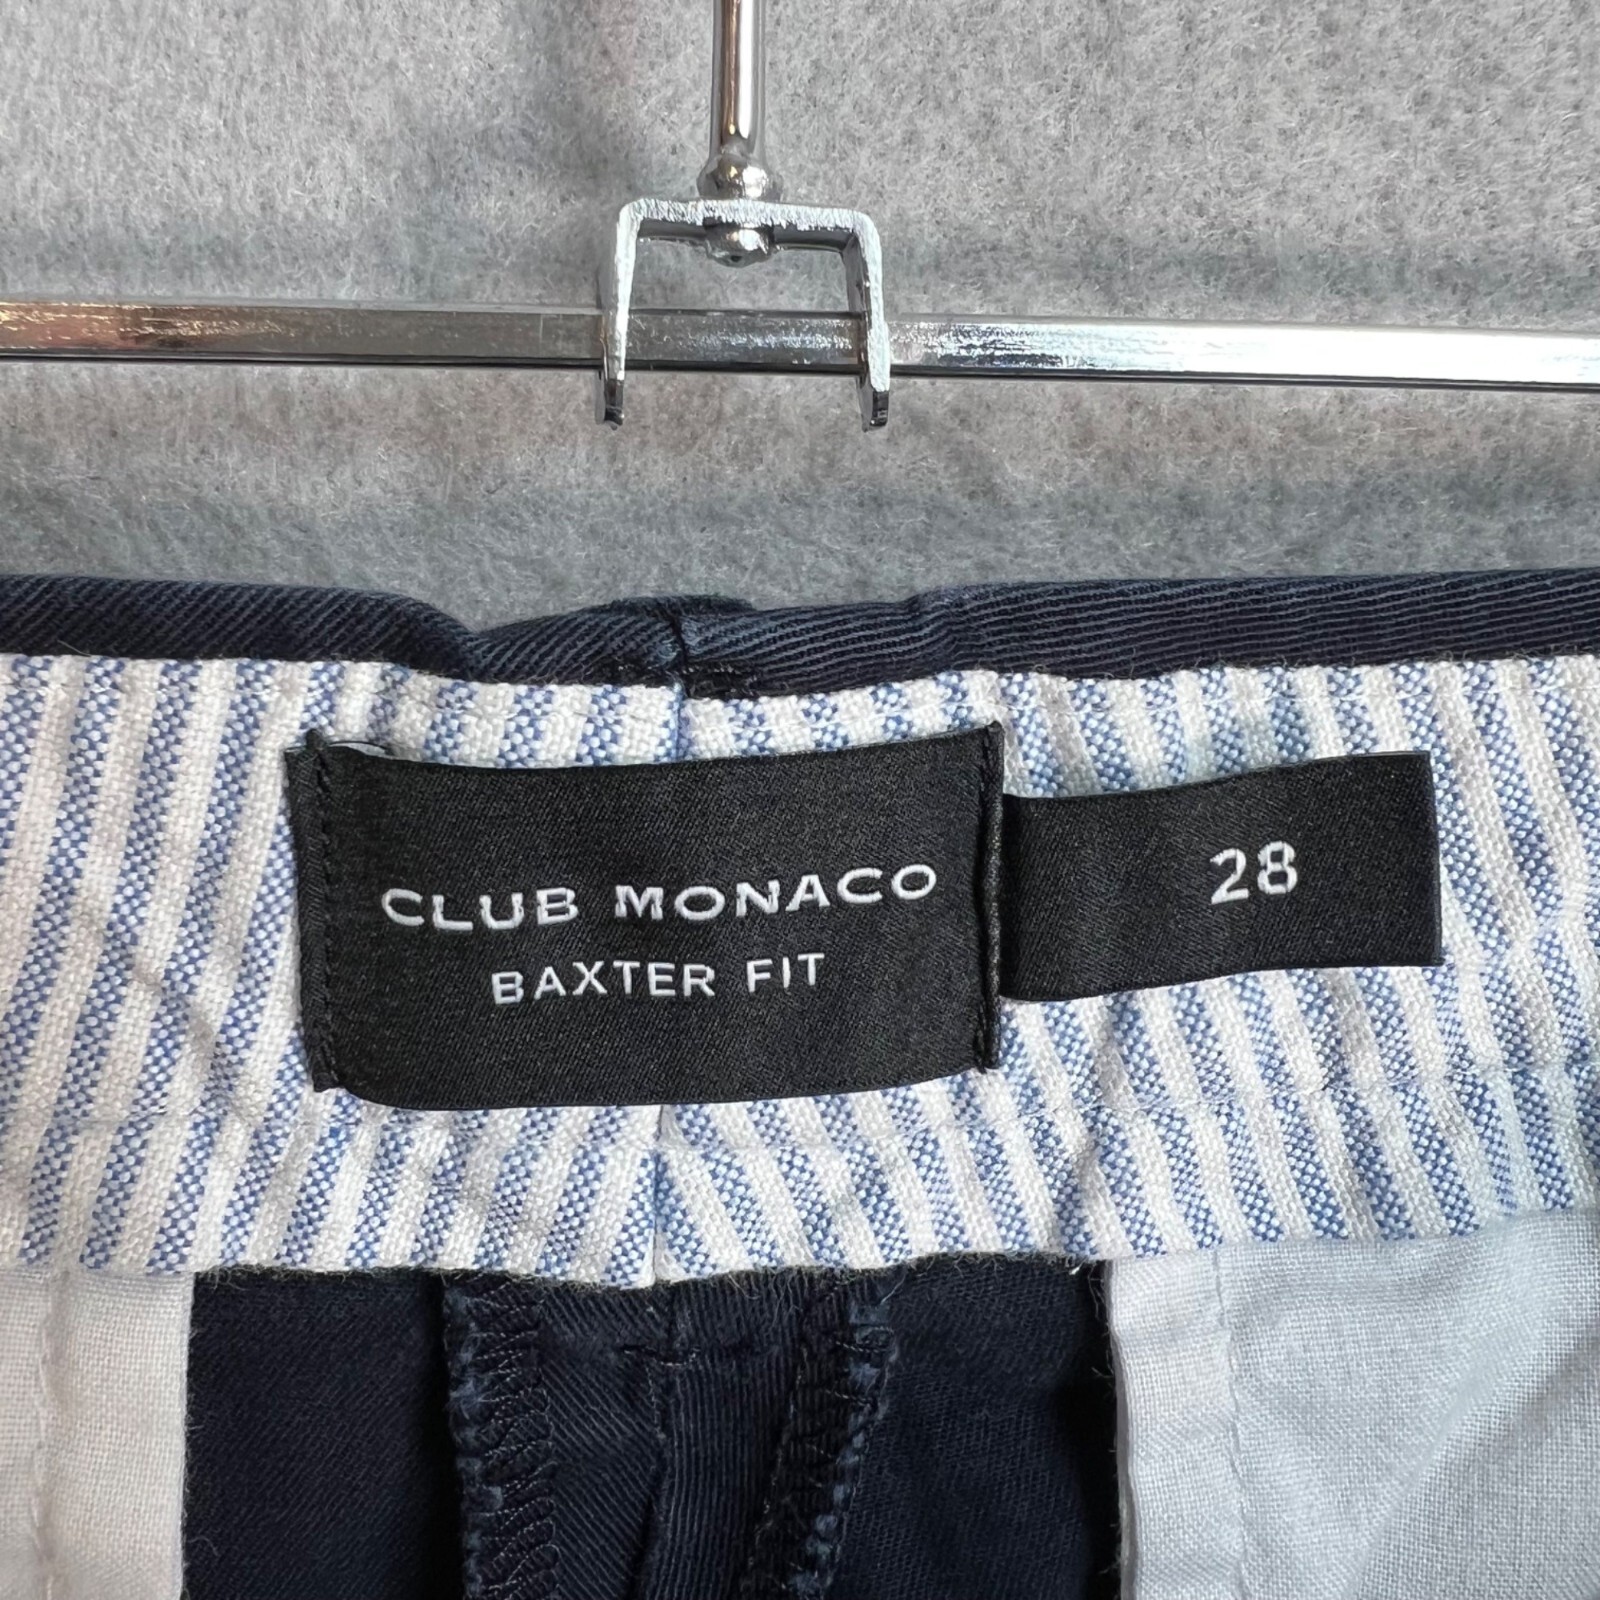 CLUB MONACO
BAXTER FIT
28